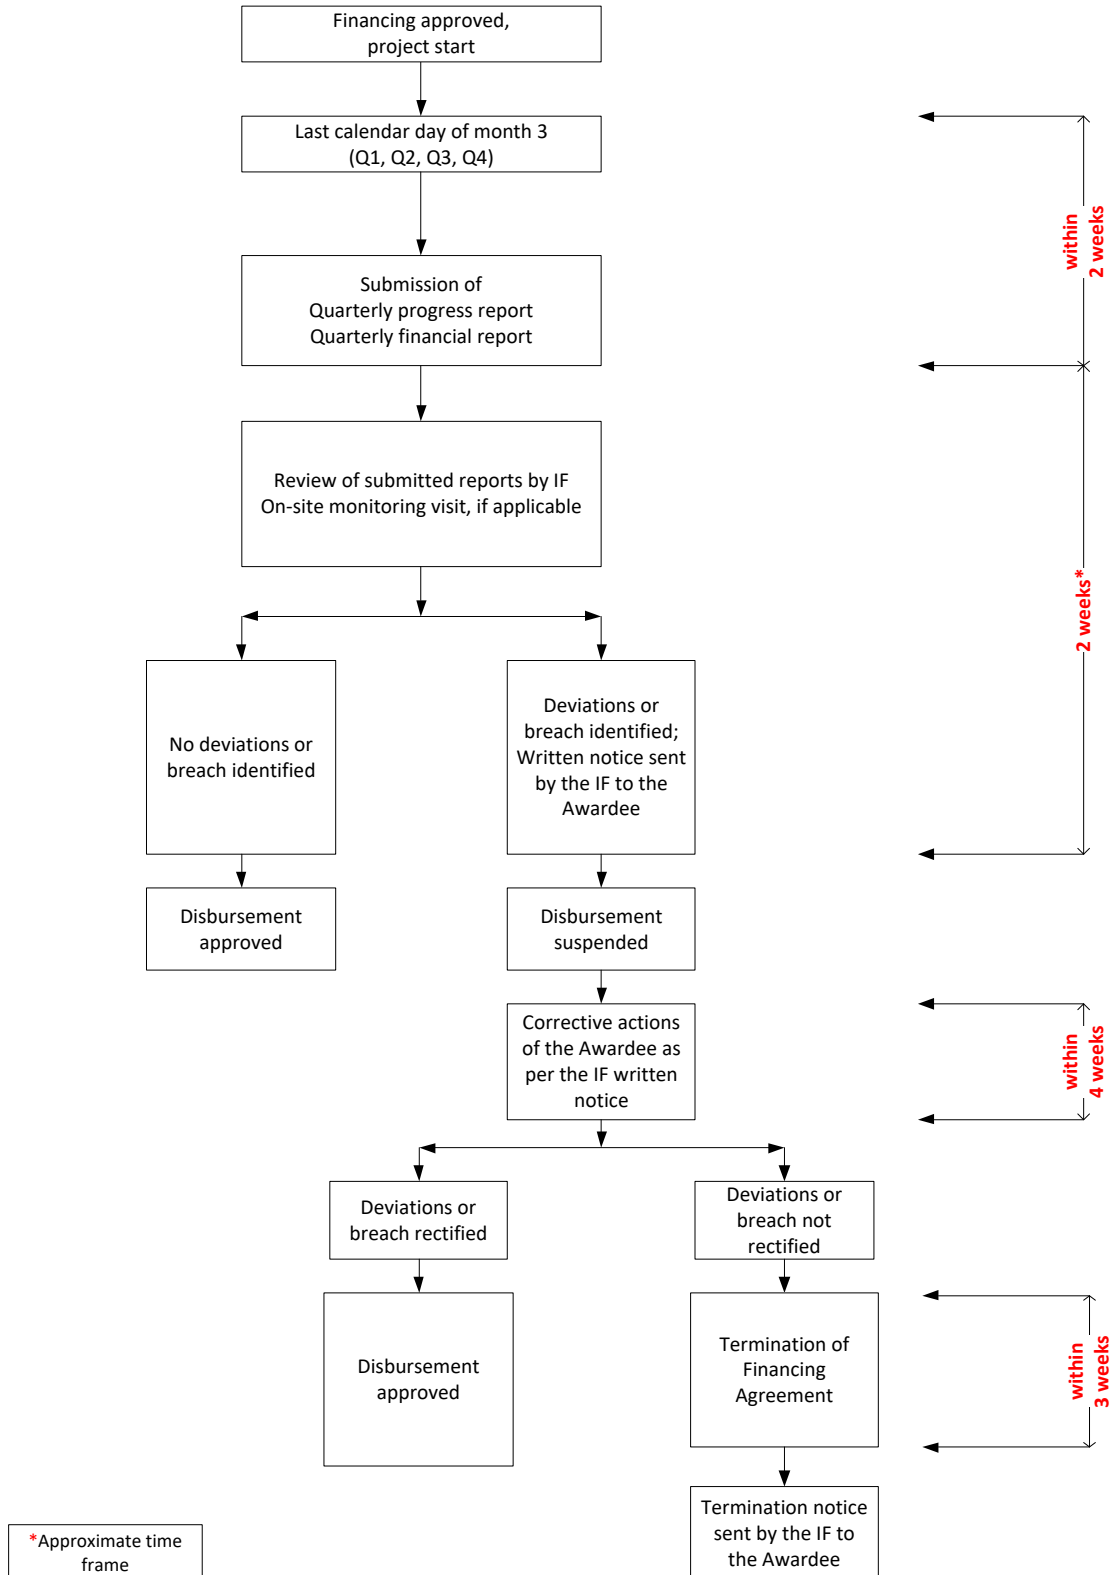 Financing approved,
project start
Last calendar day of month 3
(Q1, Q2, Q3, Q4)
within
2 weeks
Submission of
Quarterly progress report
Quarterly financial report
Review of submitted reports by IF
On-site monitoring visit, if applicable
2 weeks*
No deviations or
breach identified
Deviations or
breach identified;
Written notice sent
by the IF to the
Awardee
Disbursement
approved
Disbursement
suspended
Corrective actions
of the Awardee as
per the IF written
notice
within
4 weeks
Deviations or
breach rectified
Deviations or
breach not
rectified
Disbursement
approved
Termination of
Financing
Agreement
within
3 weeks
Termination notice
sent by the IF to
the Awardee
*Approximate time
frame